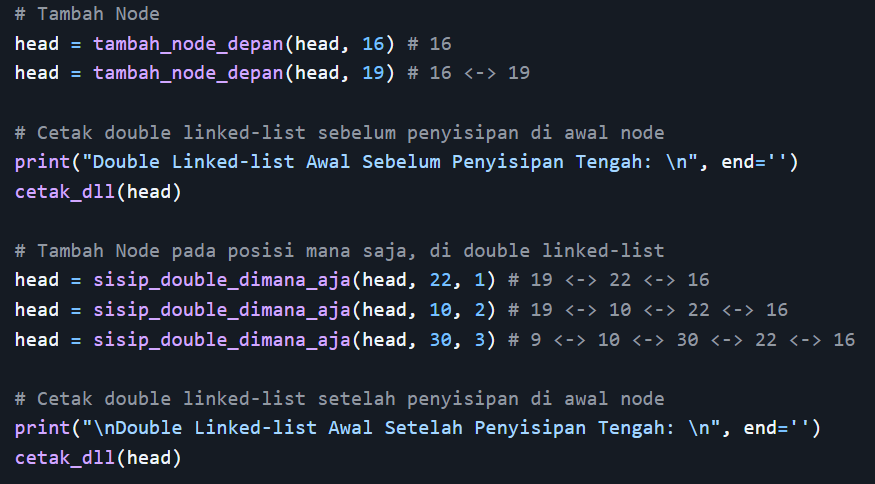 # Tambah Node
head = tambah_node_depan(head, 16) # 16
head = tambah_node_depan(head, 19) # 16 <-> 19
# Cetak double linked-list sebelum penyisipan di awal node
print("Double Linked-list Awal Sebelum Penyisipan Tengah: \n", end='')
cetak_dll(head)
# Tambah Node pada posisi mana saja, di double linked-list
head = sisip_double_dimana_aja(head, 22, 1) # 19 <-> 22 <-> 16
head = sisip_double_dimana_aja(head, 10, 2) # 19 <-> 10 <-> 22 <-> 16
head = sisip_double_dimana_aja(head, 30, 3) # 9 <-> 10 <-> 30 <-> 22 <-> 16
# Cetak double linked-list setelah penyisipan di awal node
print("\nDouble Linked-list Awal Setelah Penyisipan Tengah: \n", end='')
cetak_dll(head)